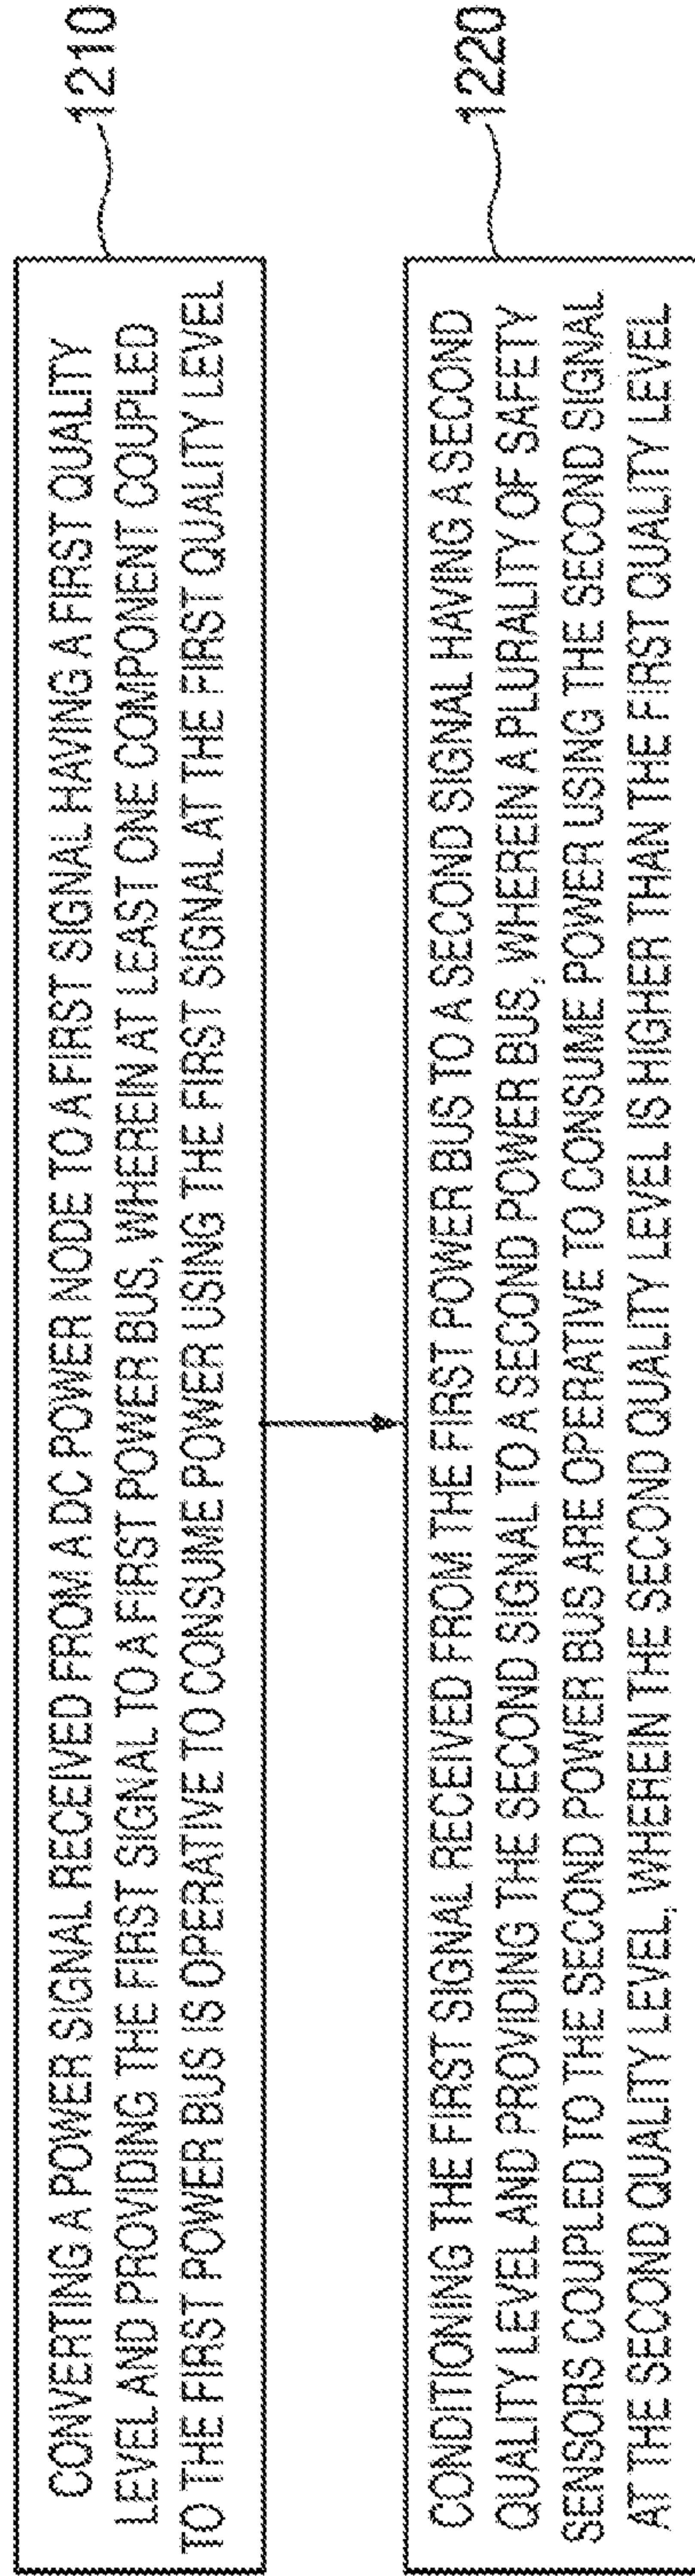 CONVERTING A POWER SIGNAL RECEIVED FROM A DC POWER NODE TO A FIRST SIGNAL HAVING A FIRST QUALITY
LEVEL AND PROVIDING THE FIRST SIGNAL TO A FIRST POWER BUS, WHEREIN AT LEAST ONE COMPONENT COUPLED
TO THE FIRST POWER BUS IS OPERATIVE TO CONSUME POWER USING THE FIRST SIGNAL AT THE FIRST QUALITY LEVEL
1210
CONDITIONING THE FIRST SIGNAL RECEIVED FROM THE FIRST POWER BUS TO A SECOND SIGNAL HAVING A SECOND
QUALITY LEVEL AND PROVIDING THE SECOND SIGNAL TO A SECOND POWER BUS, WHEREIN A PLURALITY OF SAFETY
SENSORS COUPLED TO THE SECOND POWER BUS ARE OPERATIVE TO CONSUME POWER USING THE SECOND SIGNAL
AT THE SECOND QUALITY LEVEL, WHEREIN THE SECOND QUALITY LEVEL IS HIGHER THAN THE FIRST QUALITY LEVEL
1220